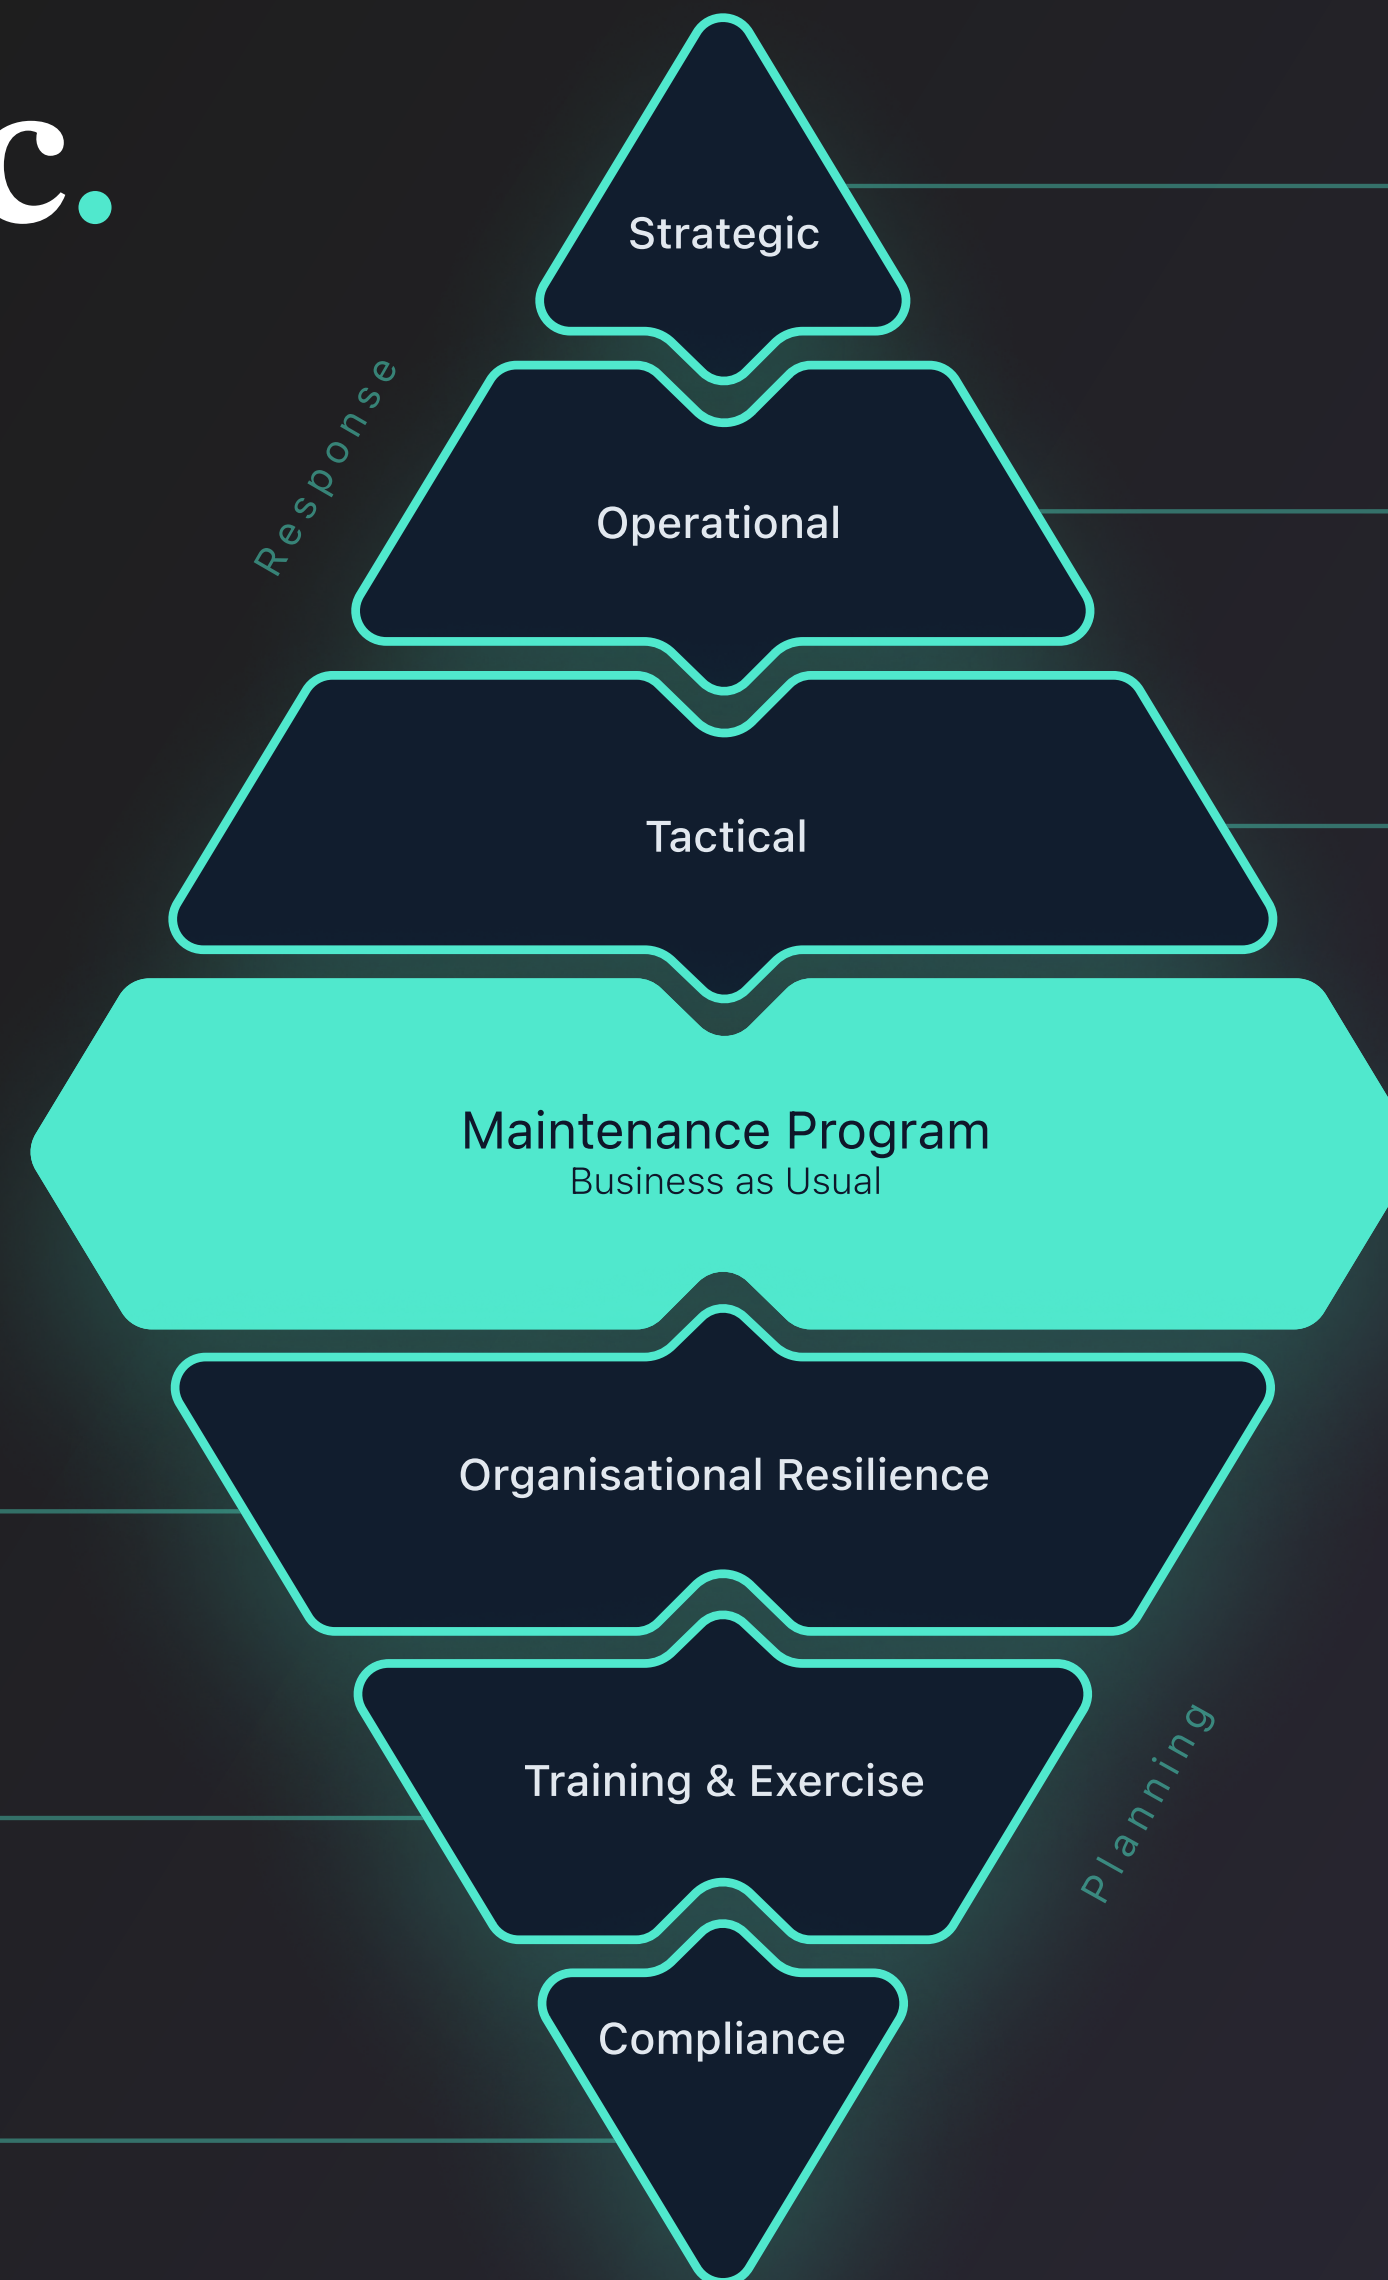 c.
Strategic
Response
Operational
Tactical
Maintenance Program
Business as Usual
Organisational Resilience
Training & Exercise
Planning
Compliance